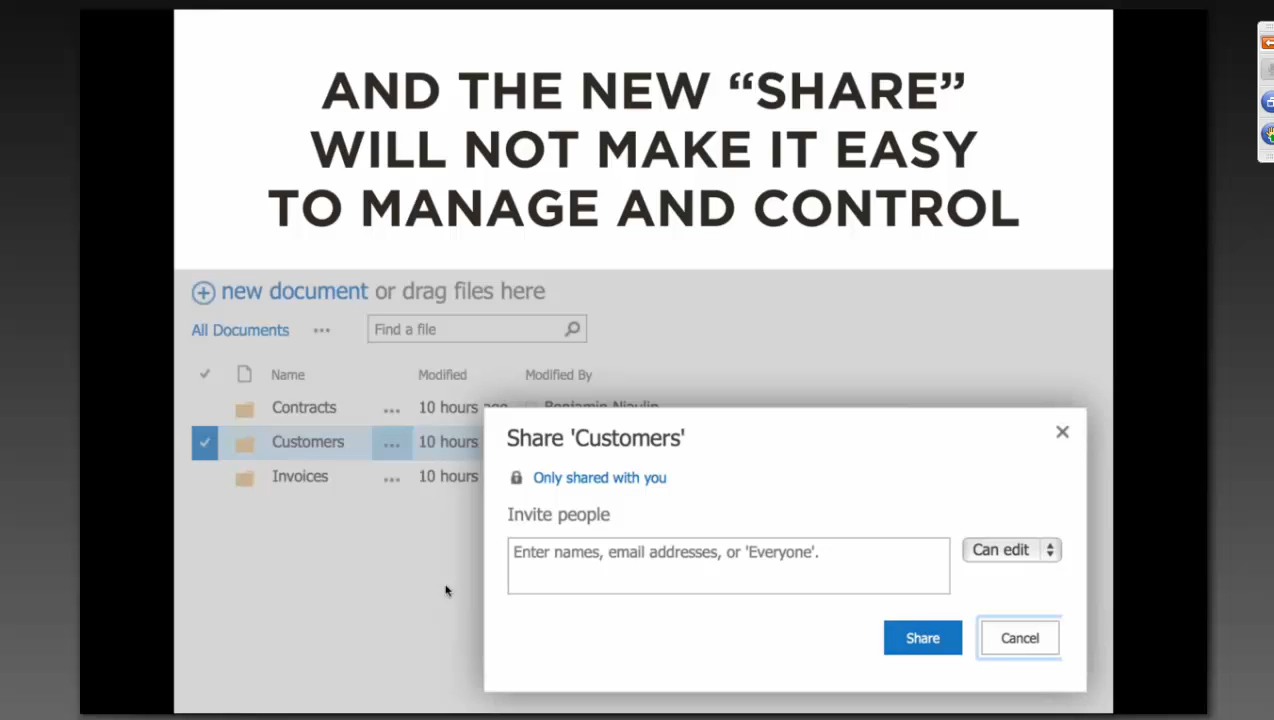 AND THE NEW “SHARE”
WILL NOT MAKE IT EASY
TO MANAGE AND CONTROL
new document or drag files here
All Documents ... Find a file
Name Modified Modified By
Contracts ... 10 hours ago Benjamin Niaulin
Customers ... 10 hours
Invoices ... 10 hours
Share 'Customers'
Only shared with you
Invite people
Enter names, email addresses, or 'Everyone'. Can edit
Share Cancel